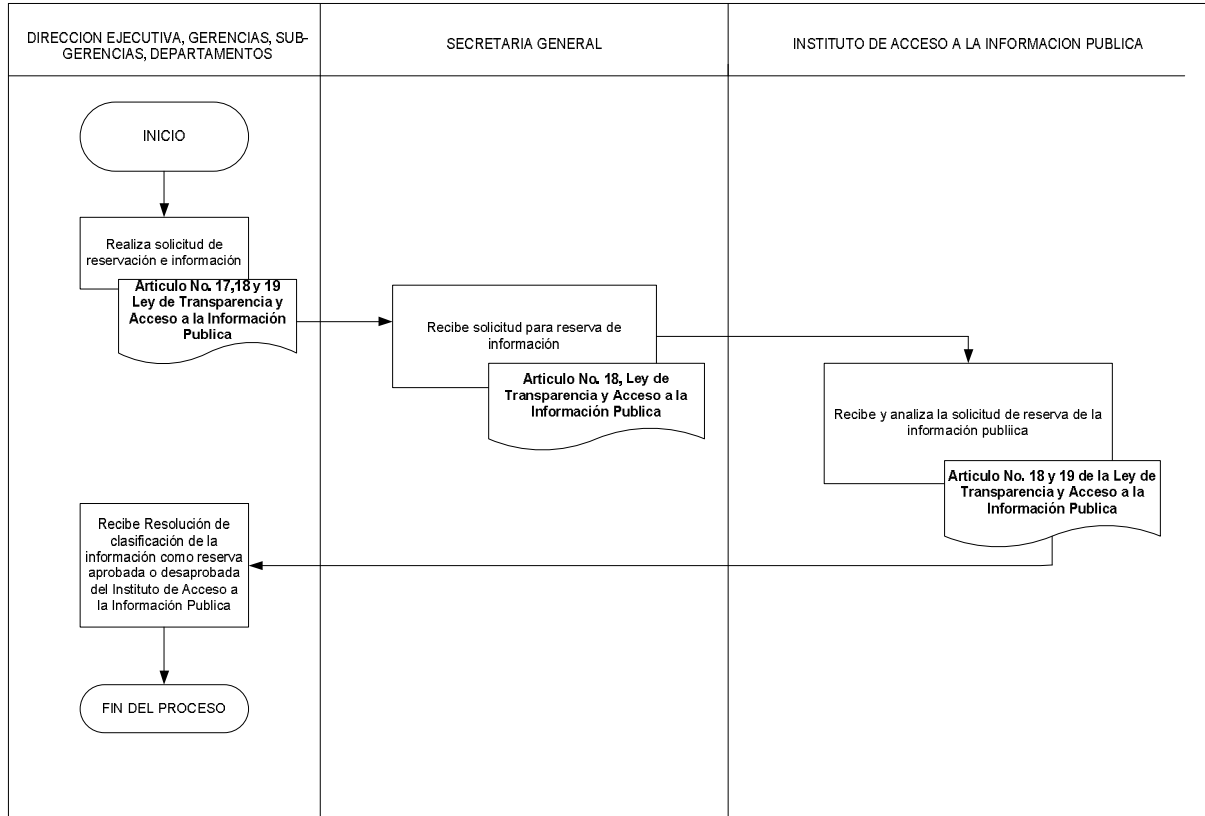 DIRECCION EJECUTIVA, GERENCIAS, SUB-
GERENCIAS, DEPARTAMENTOS
SECRETARIA GENERAL
INSTITUTO DE ACCESO A LA INFORMACION PUBLICA
INICIO
Realiza solicitud de
reservación e información
Articulo No. 17,18 y 19
Ley de Transparencia y
Acceso a la Información
Publica
Recibe solicitud para reserva de
información
Articulo No. 18, Ley de
Transparencia y Acceso a la
Información Publica
Recibe y analiza la solicitud de reserva de la
información publiica
Articulo No. 18 y 19 de la Ley de
Transparencia y Acceso a la
Información Publica
Recibe Resolución de
clasificación de la
información como reserva
aprobada o desaprobada
del Instituto de Acceso a
la Información Publica
FIN DEL PROCESO